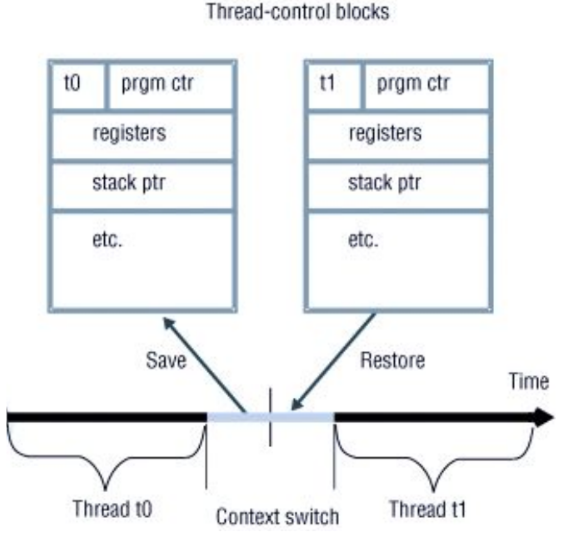 Thread-control blocks
t0 prgm ctr
registers
stack ptr
etc.
t1 prgm ctr
registers
stack ptr
etc.
Save
Restore
Time
Thread t0
Context switch
Thread t1